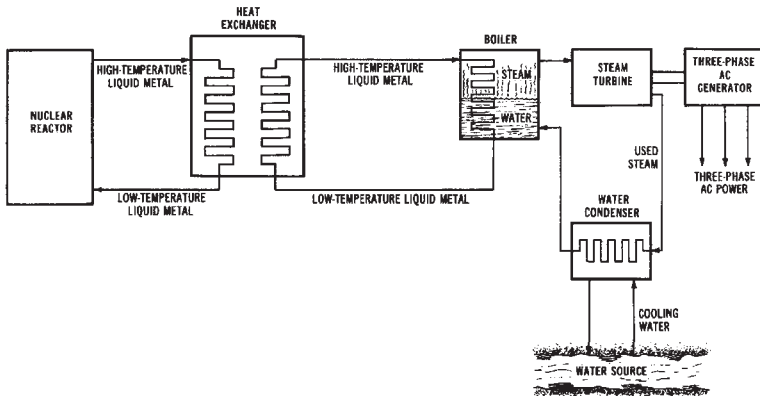 HEAT
EXCHANGER
BOILER
NUCLEAR
REACTOR
HIGH-TEMPERATURE
LIQUID METAL
HIGH-TEMPERATURE
LIQUID METAL
STEAM
WATER
STEAM
TURBINE
THREE-PHASE
AC
GENERATOR
LOW-TEMPERATURE
LIQUID METAL
LOW-TEMPERATURE LIQUID METAL
USED
STEAM
THREE-PHASE
AC POWER
WATER
CONDENSER
COOLING
WATER
WATER SOURCE